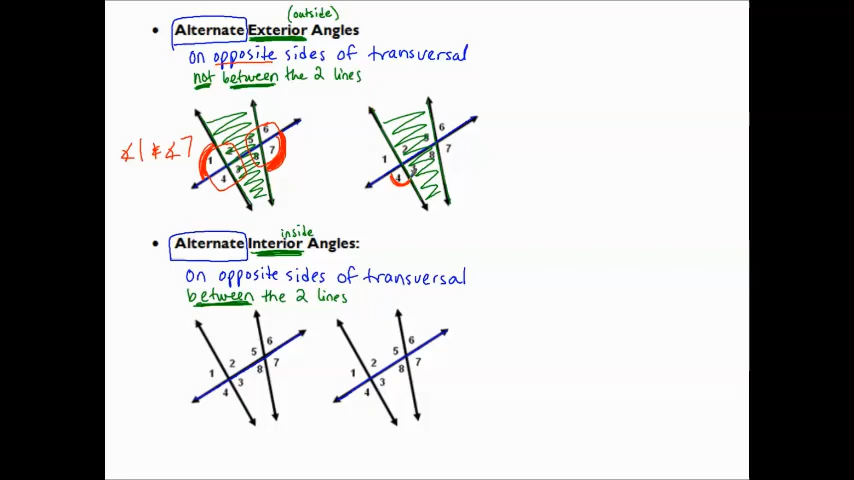 (outside)
• Alternate Exterior Angles
on opposite sides of transversal
not between the 2 lines
∡1 & ∡7
1 2 3 4 5 6 7 8
1 2 3 4 5 6 7 8
inside
• Alternate Interior Angles:
on opposite sides of transversal
between the 2 lines
1 2 3 4 5 6 7 8
1 2 3 4 5 6 7 8